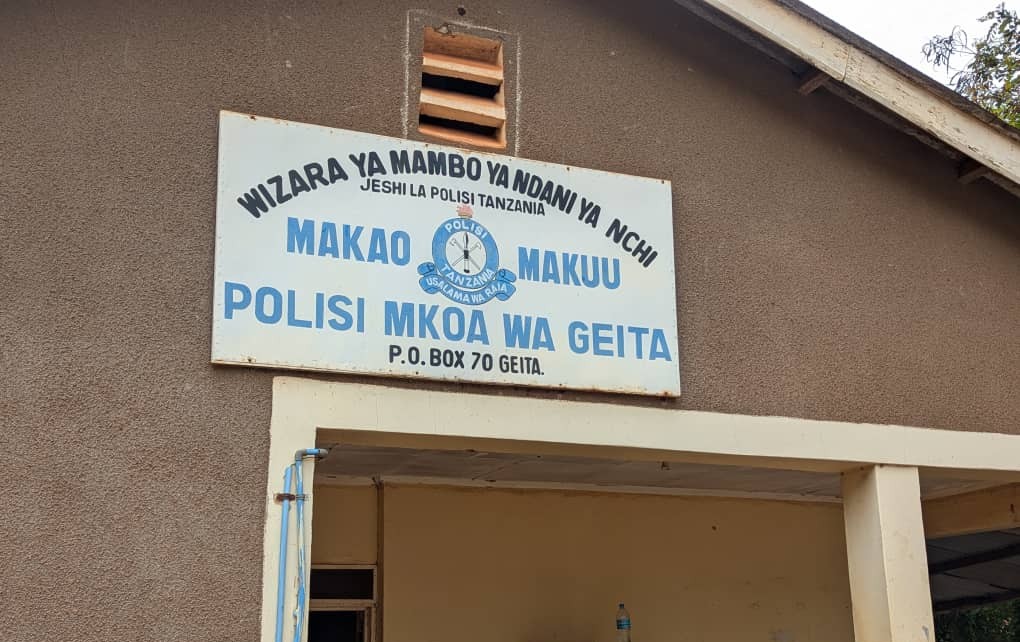 WIZARA YA MAMBO YA NDANI YA NCHI
JESHI LA POLISI TANZANIA
MAKAO MAKUU
POLISI
TANZANIA
USALAMA WA RAIA
POLISI MKOA WA GEITA
P.O. BOX 70 GEITA.